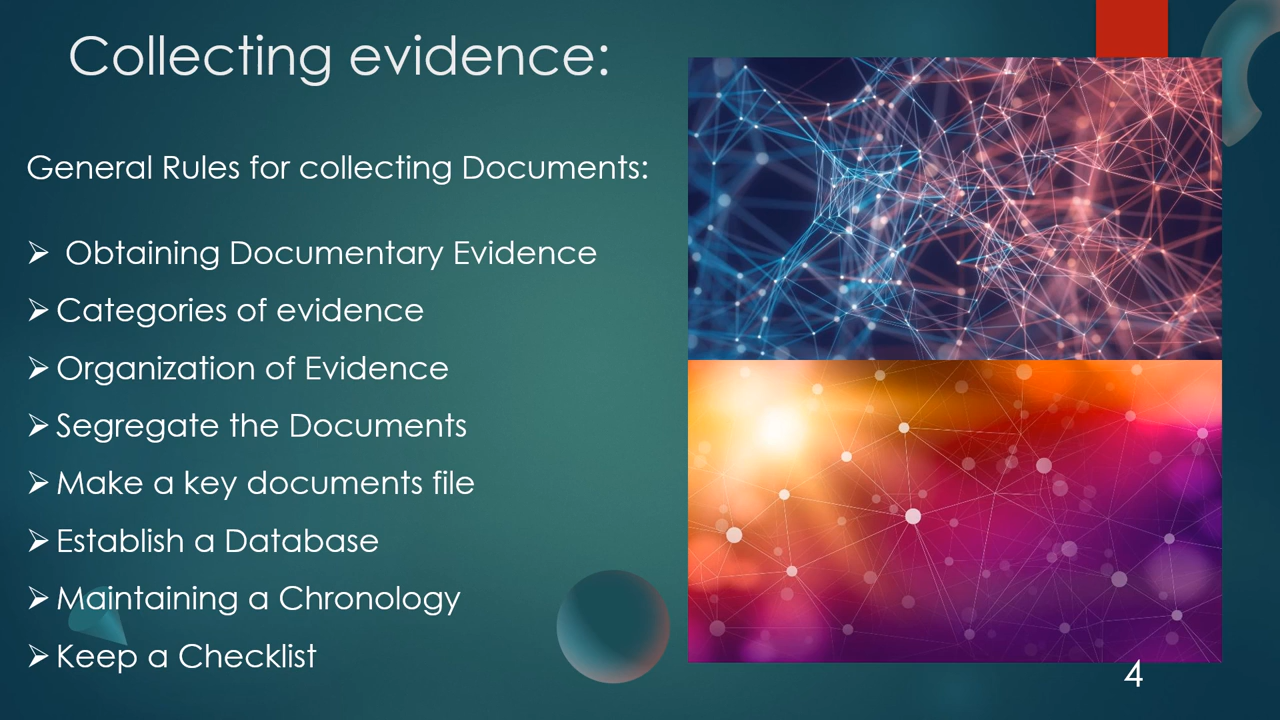 Collecting evidence:
General Rules for collecting Documents:
➢ Obtaining Documentary Evidence
➢ Categories of evidence
➢ Organization of Evidence
➢ Segregate the Documents
➢ Make a key documents file
➢ Establish a Database
➢ Maintaining a Chronology
➢ Keep a Checklist
4